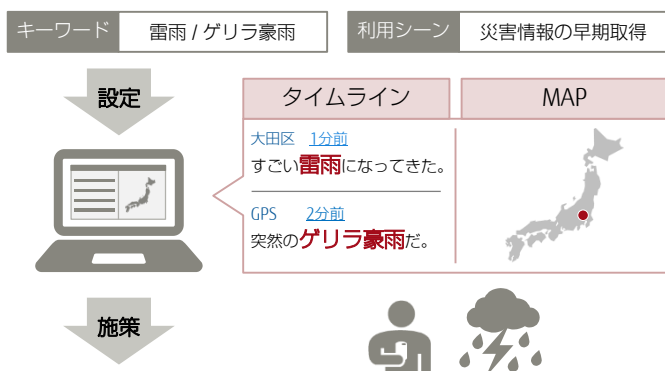 キーワード 雷雨 / ゲリラ豪雨 利用シーン 災害情報の早期取得
設定
タイムライン MAP
大田区 1分前
すごい雷雨になってきた。
GPS 2分前
突然のゲリラ豪雨だ。
施策